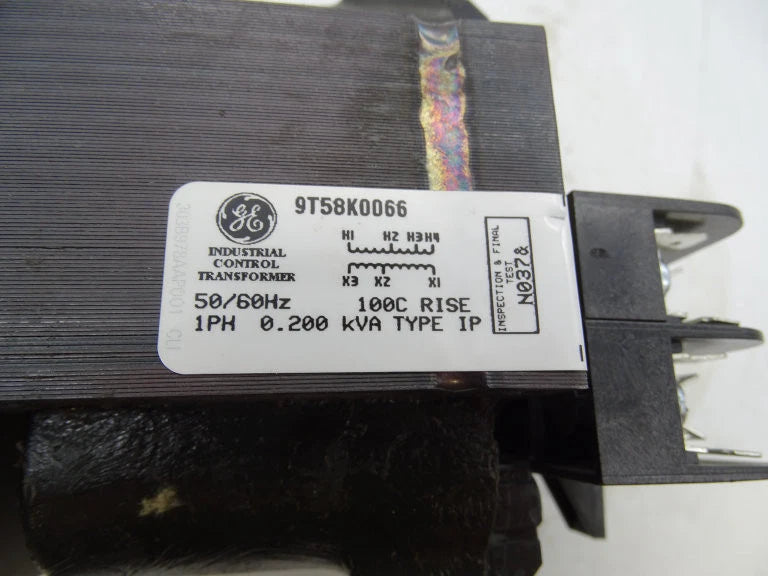 GE
9T58K0066
INDUSTRIAL
CONTROL
TRANSFORMER
H1 H2 H3 H4
X3 X2 X1
50/60Hz 100C RISE
1PH 0.200 kVA TYPE IP
INSPECTION & FINAL
TEST
N037&